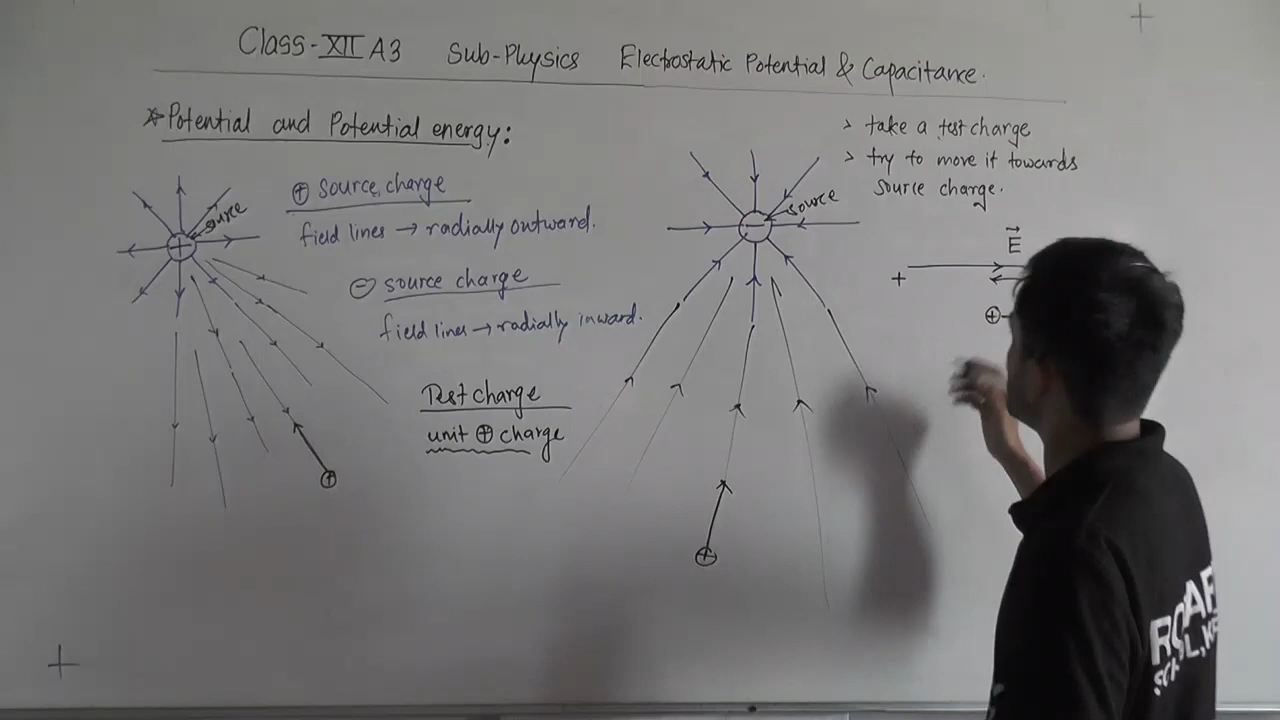 Class-XII A3 Sub-Physics Electrostatic Potential & Capacitance.
*Potential and Potential energy:
⊕ source charge
field lines → radially outward.
⊖ source charge
field lines → radially inward.
Test charge
unit ⊕ charge
source
+
source
−
> take a test charge
> try to move it towards
source charge.
E
+
⊕
⊕
⊕